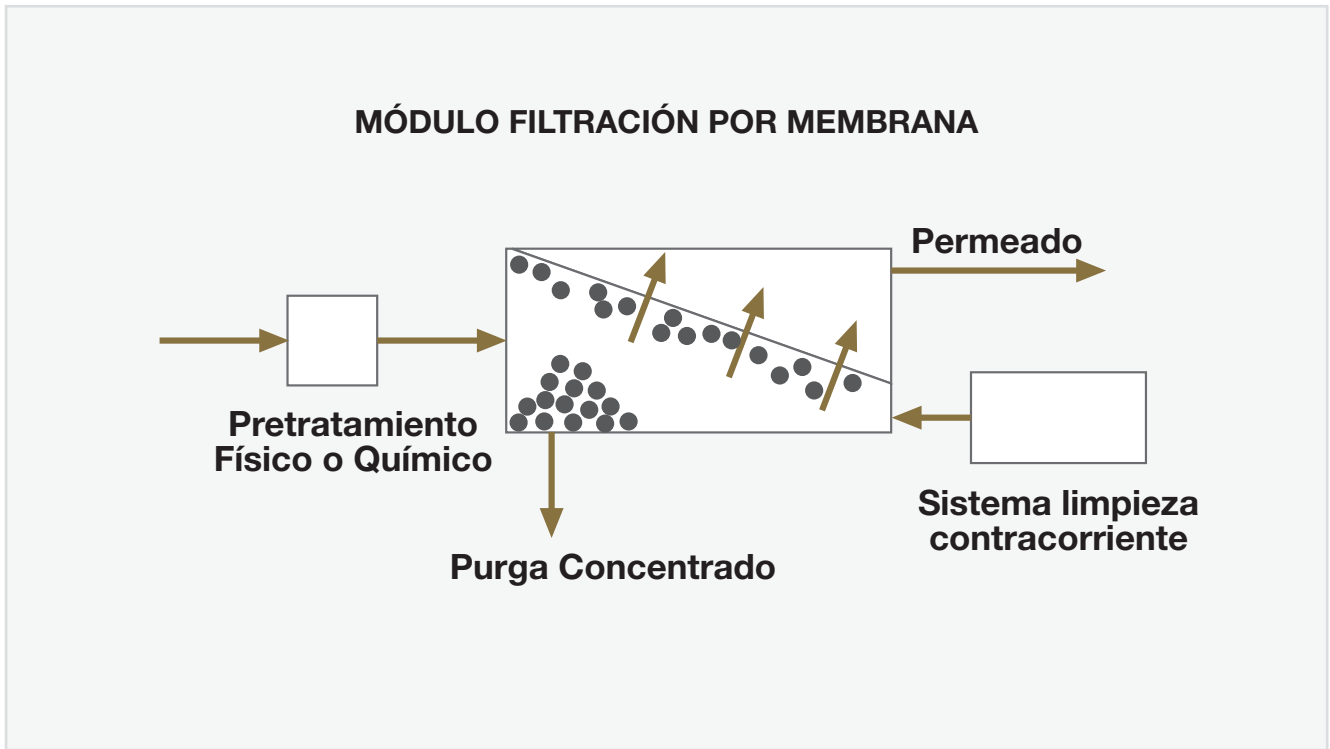 MÓDULO FILTRACIÓN POR MEMBRANA
Permeado
Pretratamiento
Físico o Químico
Sistema limpieza
contracorriente
Purga Concentrado